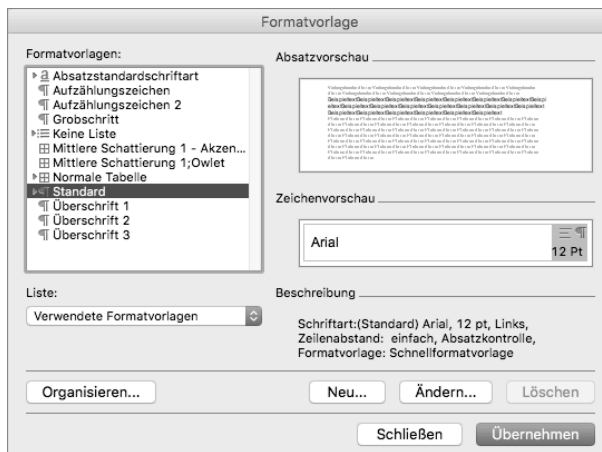 Formatvorlage
Formatvorlagen:
a Absatzstandardschriftart
¶ Aufzählungszeichen
¶ Aufzählungszeichen 2
¶ Grobschrift
Keine Liste
Mittlere Schattierung 1 - Akzen...
Mittlere Schattierung 1;Owlet
Normale Tabelle
¶ Standard
¶ Überschrift 1
¶ Überschrift 2
¶ Überschrift 3
Liste:
Verwendete Formatvorlagen
Absatzvorschau
Zeichenvorschau
Arial
¶
12 Pt
Beschreibung
Schriftart:(Standard) Arial, 12 pt, Links,
Zeilenabstand: einfach, Absatzkontrolle,
Formatvorlage: Schnellformatvorlage
Organisieren...
Neu...
Ändern...
Löschen
Schließen
Übernehmen